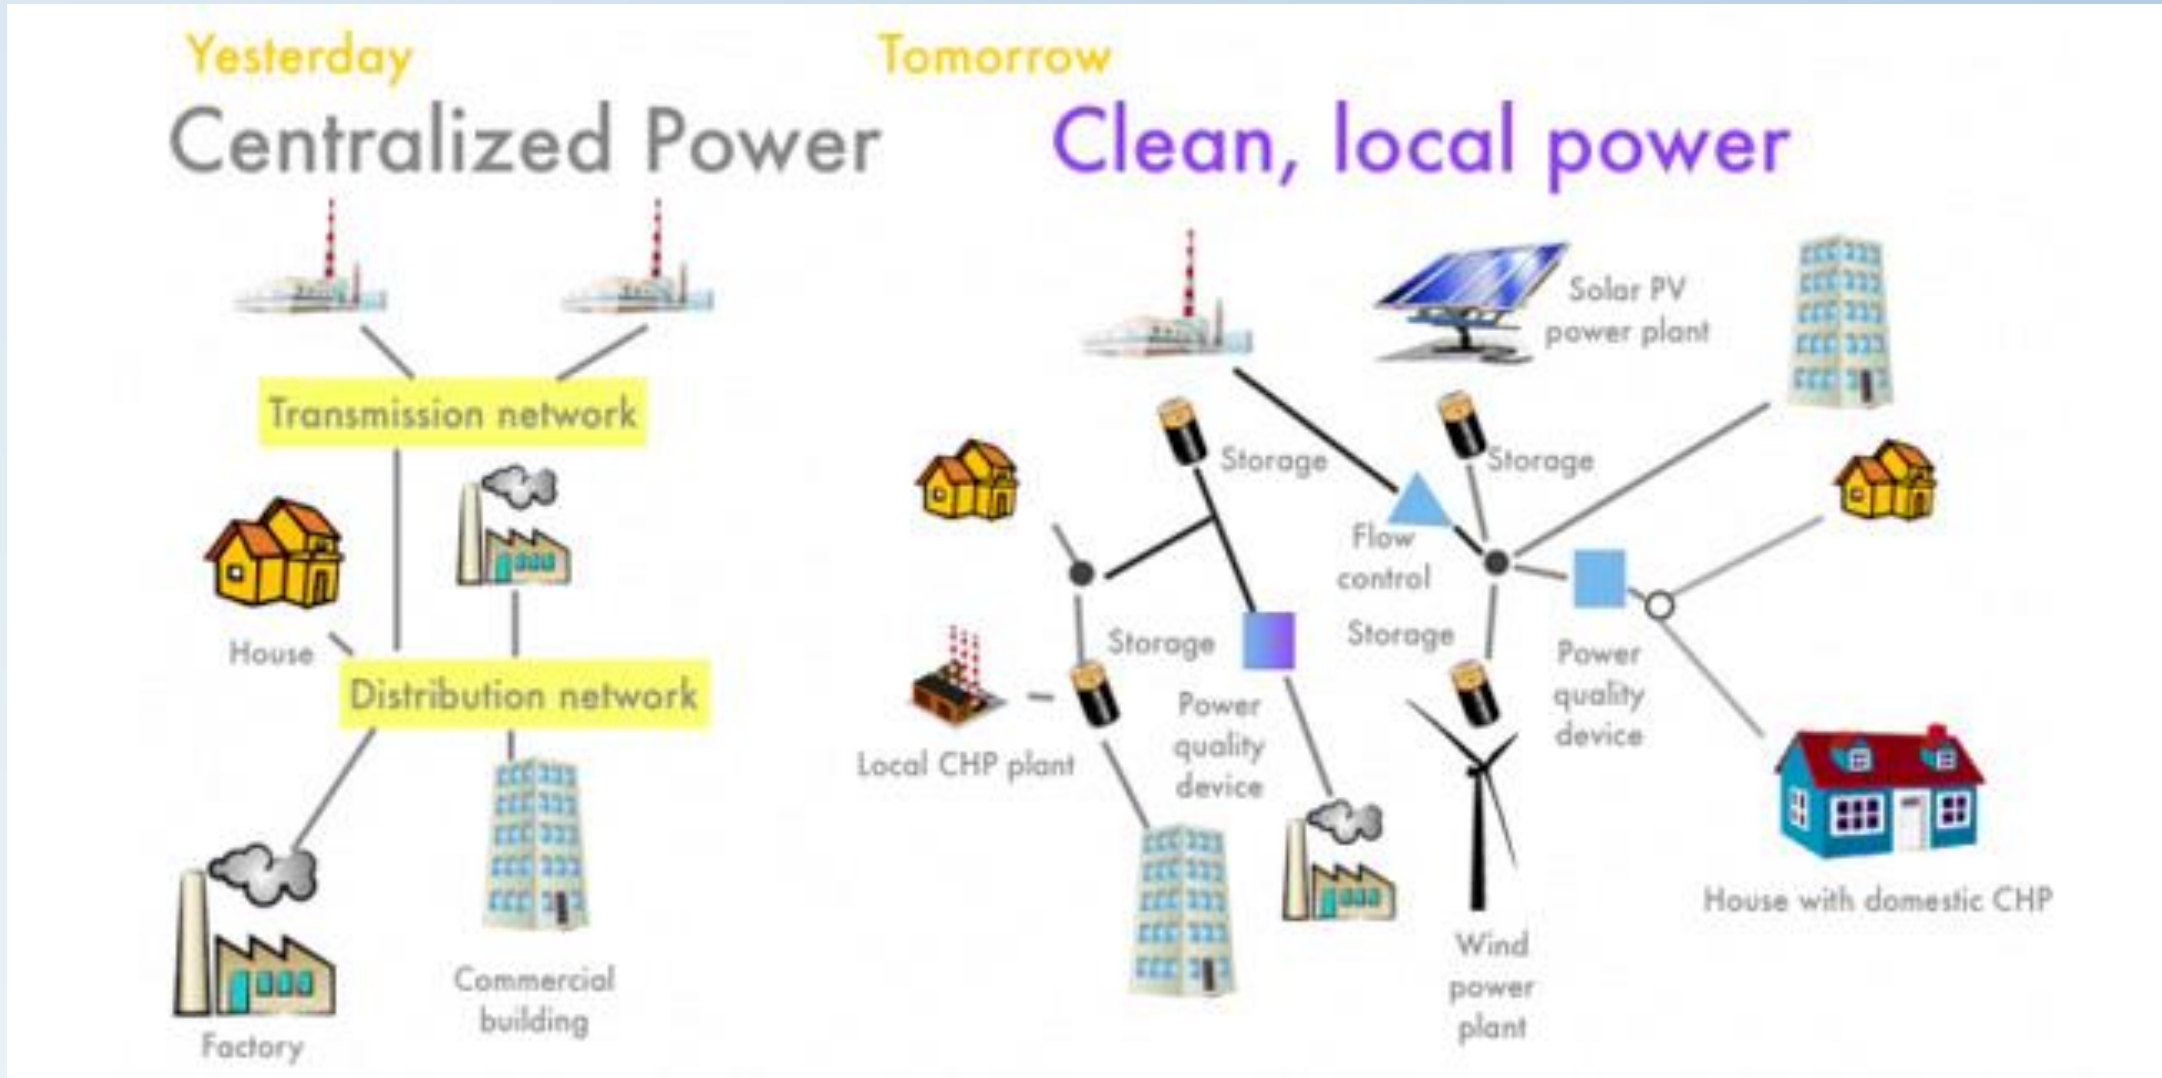 Yesterday
Centralized Power
Transmission network
House
Distribution network
Commercial
building
Factory
Tomorrow
Clean, local power
Solar PV
power plant
Storage
Storage
Flow
control
Storage
Storage
Power
quality
device
Power
quality
device
Local CHP plant
House with domestic CHP
Wind
power
plant